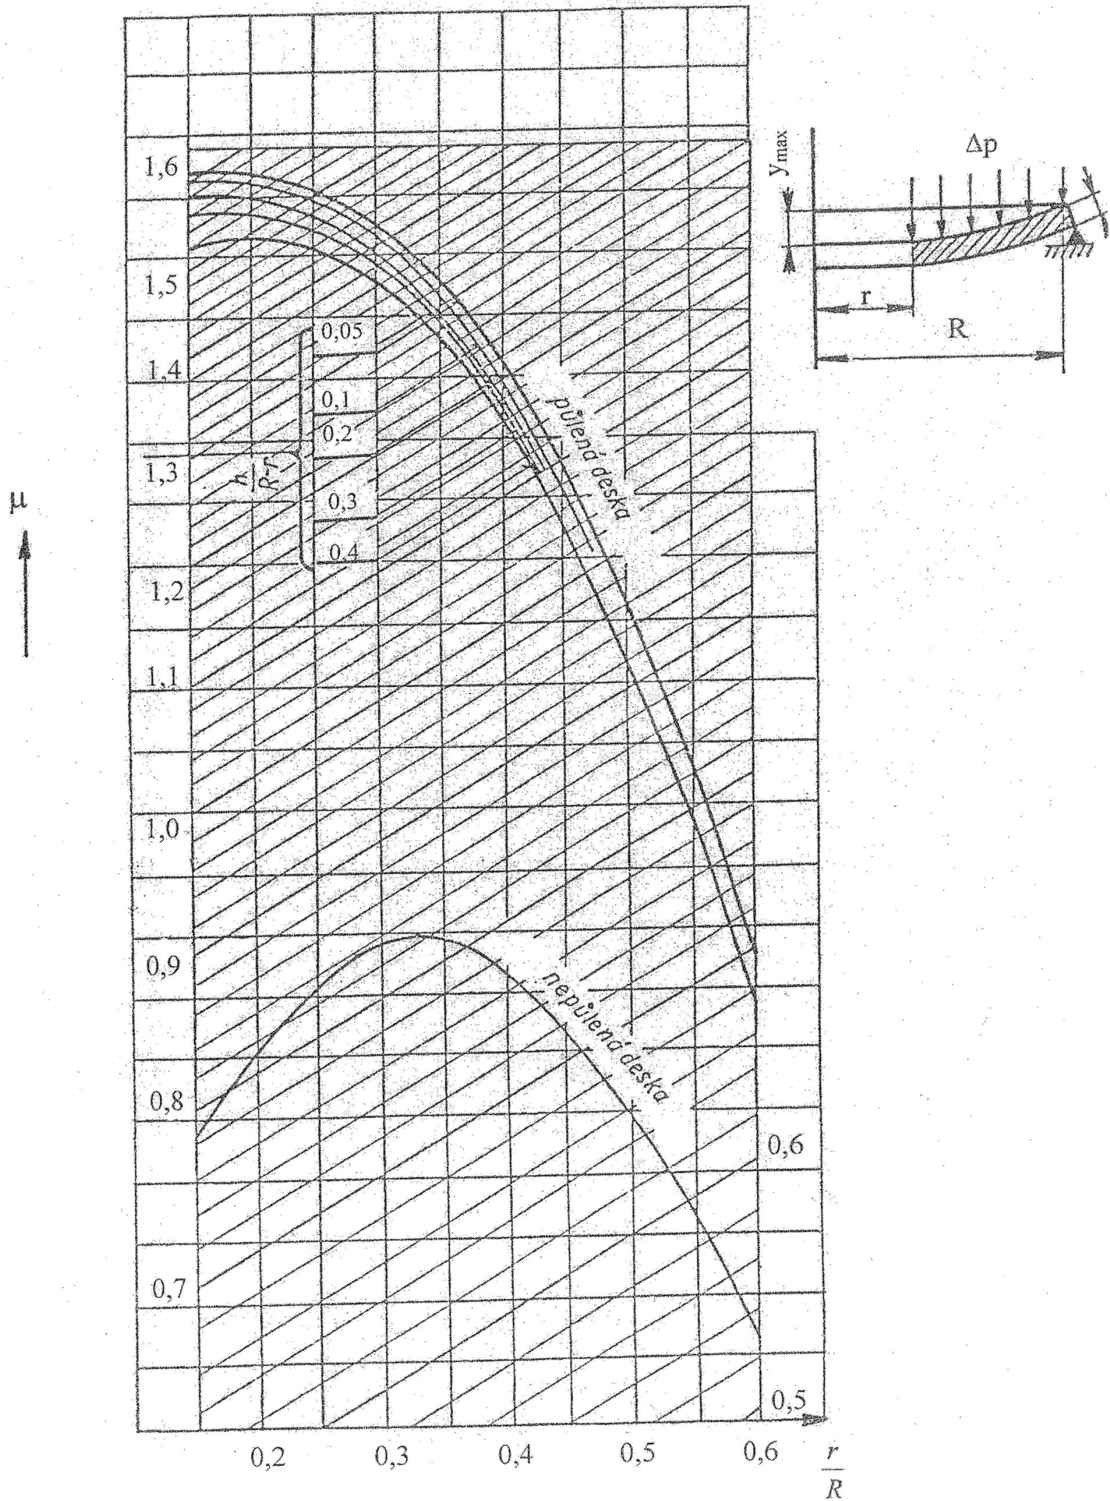 1,6
1,5
1,4
1,3
1,2
1,1
1,0
0,9
0,8
0,7
μ
0,05
0,1
0,2
0,3
0,4
h
R-r
půlená deska
nepůlená deska
0,6
0,5
0,2 0,3 0,4 0,5 0,6
r
R
y max
Δp
r
R